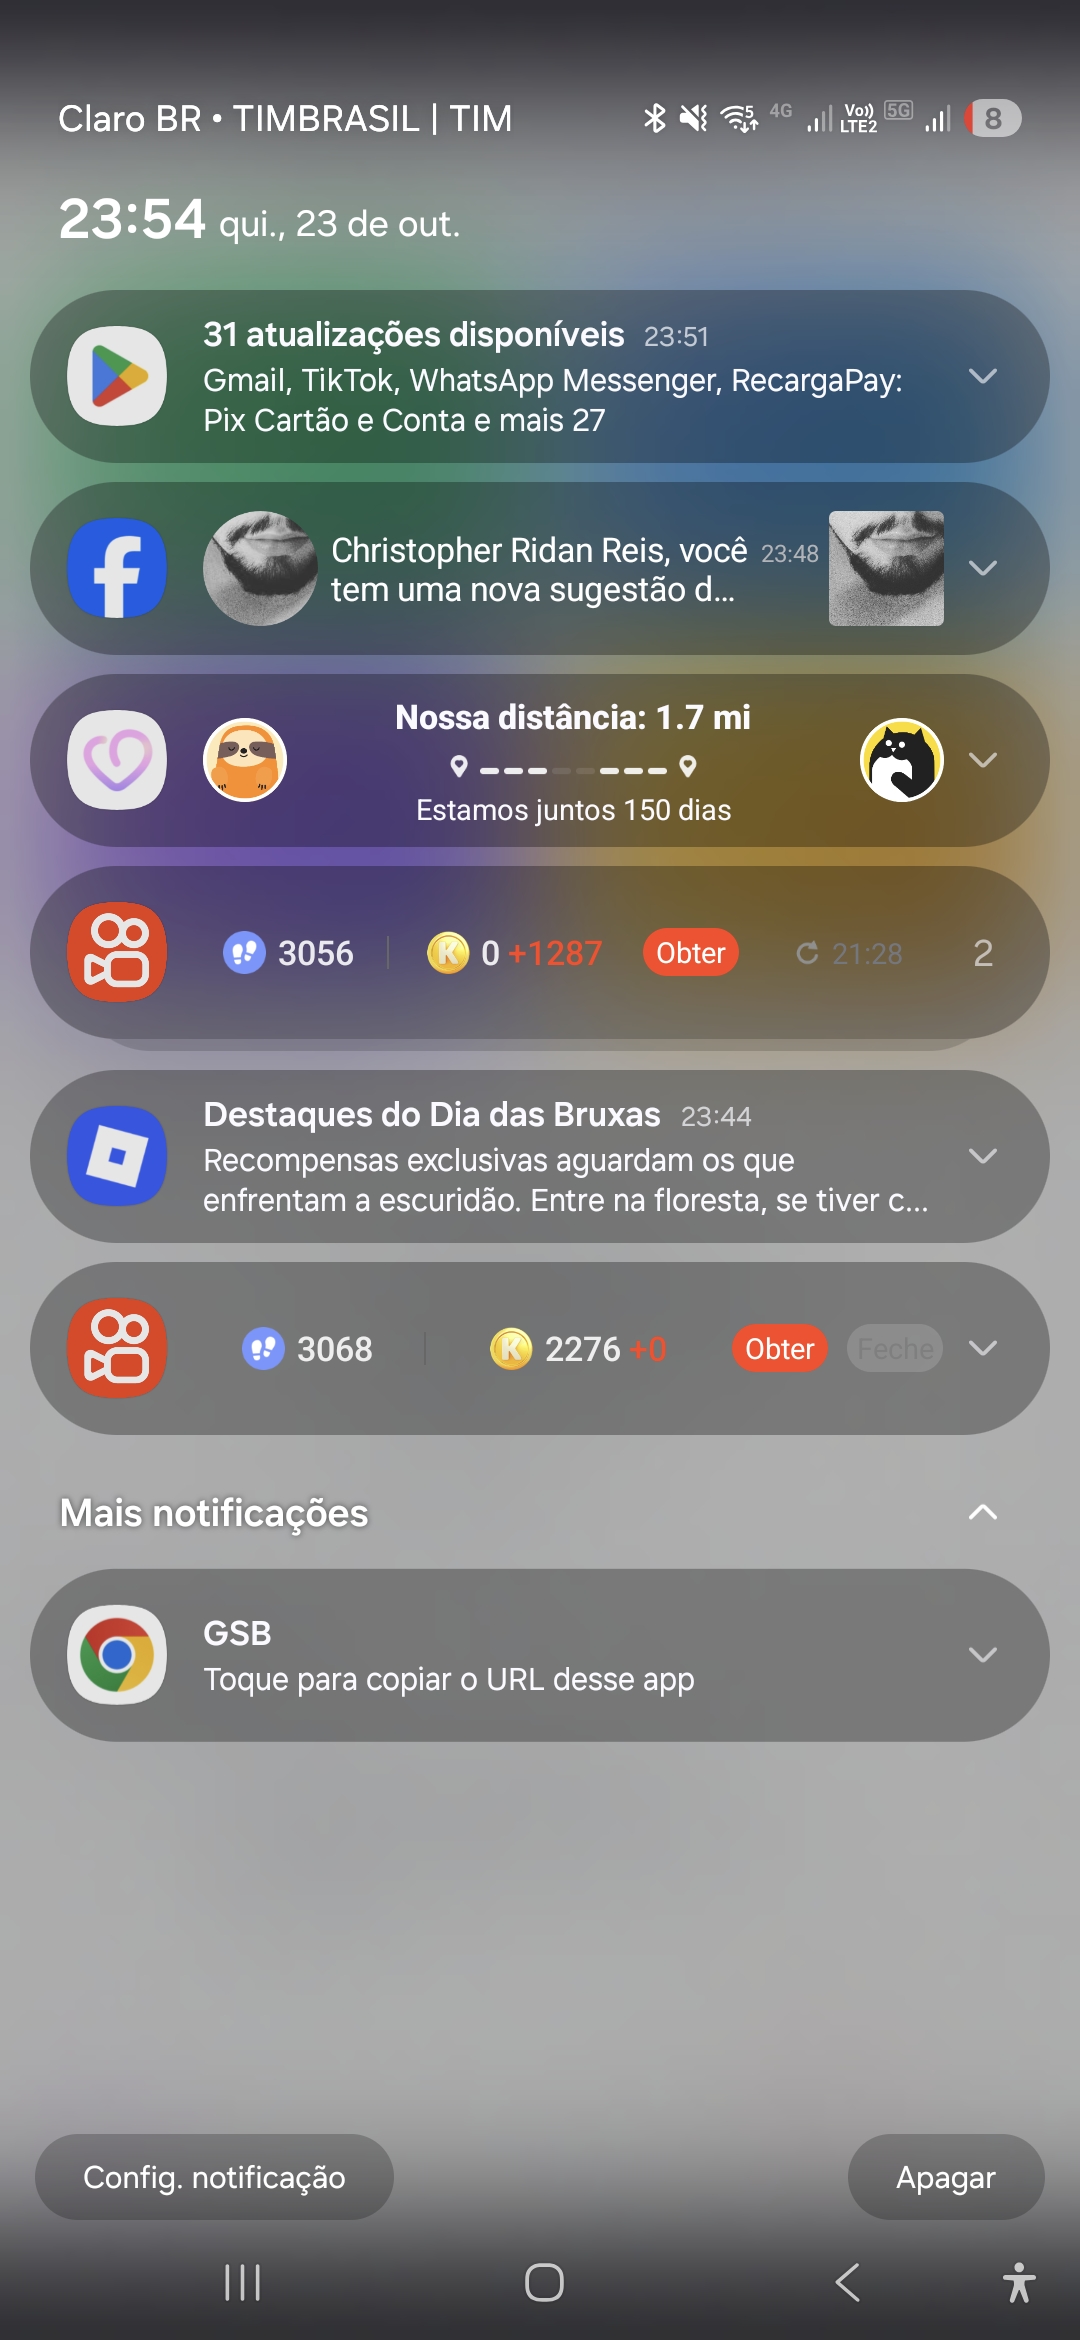 Claro BR • TIMBRASIL | TIM 5 4G Vo)) LTE2 5G 8
23:54 qui., 23 de out.
31 atualizações disponíveis 23:51
Gmail, TikTok, WhatsApp Messenger, RecargaPay:
Pix Cartão e Conta e mais 27
Christopher Ridan Reis, você 23:48
tem uma nova sugestão d...
Nossa distância: 1.7 mi
Estamos juntos 150 dias
3056 K 0 +1287 Obter 21:28 2
Destaques do Dia das Bruxas 23:44
Recompensas exclusivas aguardam os que
enfrentam a escuridão. Entre na floresta, se tiver c...
3068 K 2276 +0 Obter Feche
Mais notificações
GSB
Toque para copiar o URL desse app
Config. notificação Apagar